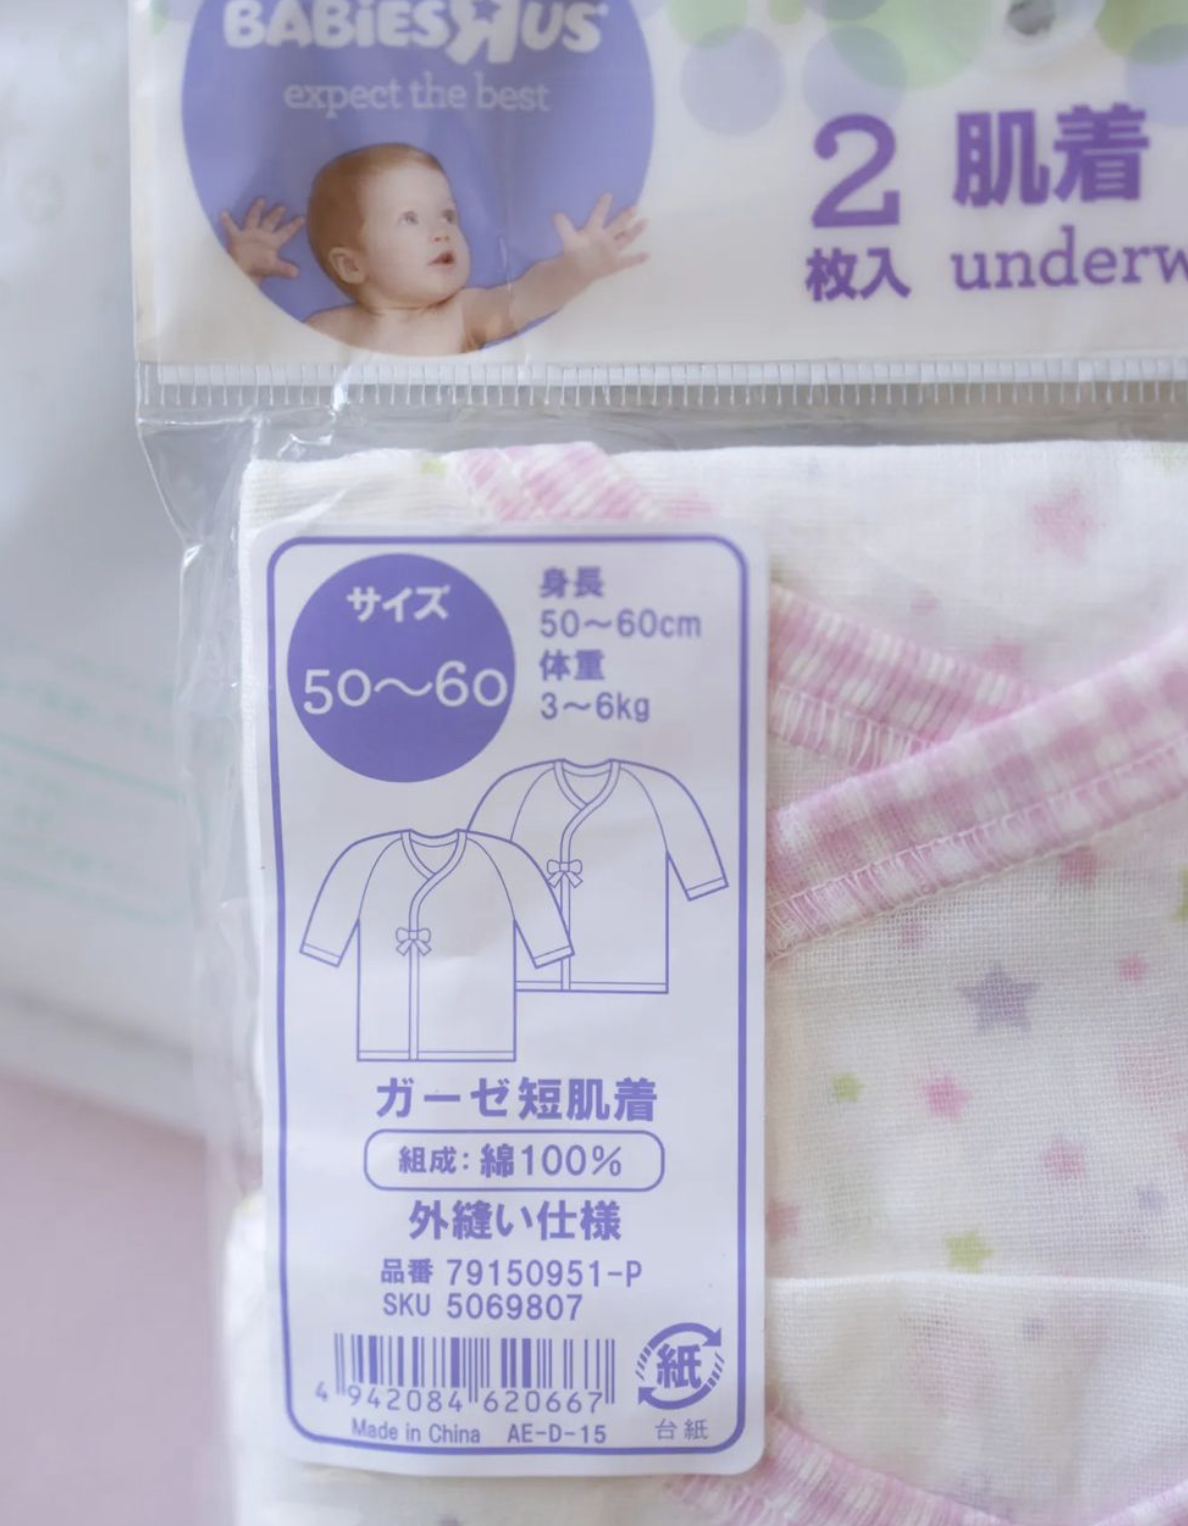 BABIESRUS
expect the best
2 肌着
枚入 underw
サイズ
50～60
身長
50～60cm
体重
3～6kg
ガーゼ短肌着
組成:綿100%
外縫い仕様
品番 79150951-P
SKU 5069807
4 942084 620667
Made in China AE-D-15
紙
台紙